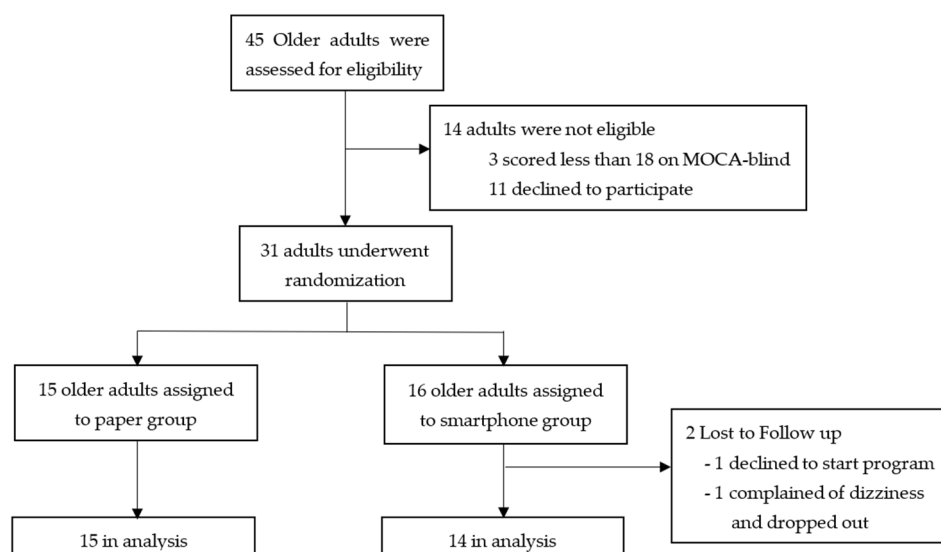 45 Older adults were
assessed for eligibility
14 adults were not eligible
3 scored less than 18 on MOCA-blind
11 declined to participate
31 adults underwent
randomization
15 older adults assigned
to paper group
16 older adults assigned
to smartphone group
2 Lost to Follow up
- 1 declined to start program
- 1 complained of dizziness
and dropped out
15 in analysis
14 in analysis